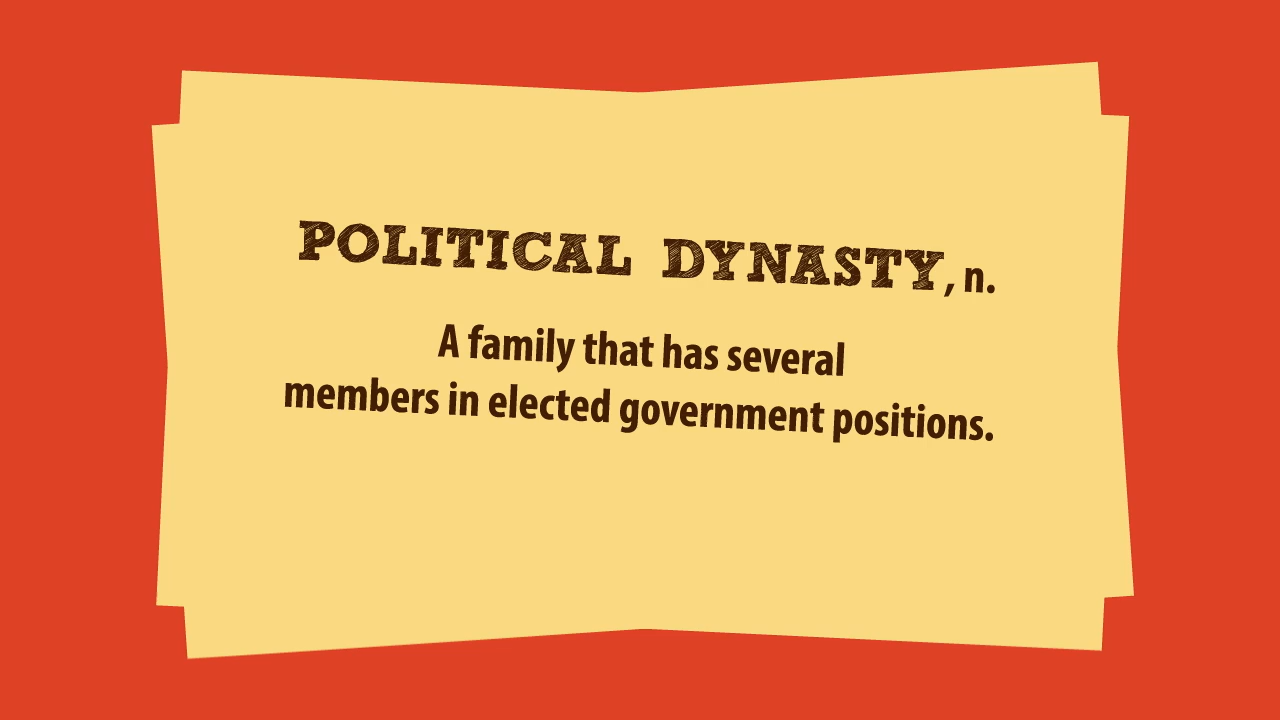 POLITICAL DYNASTY, n.
A family that has several
members in elected government positions.